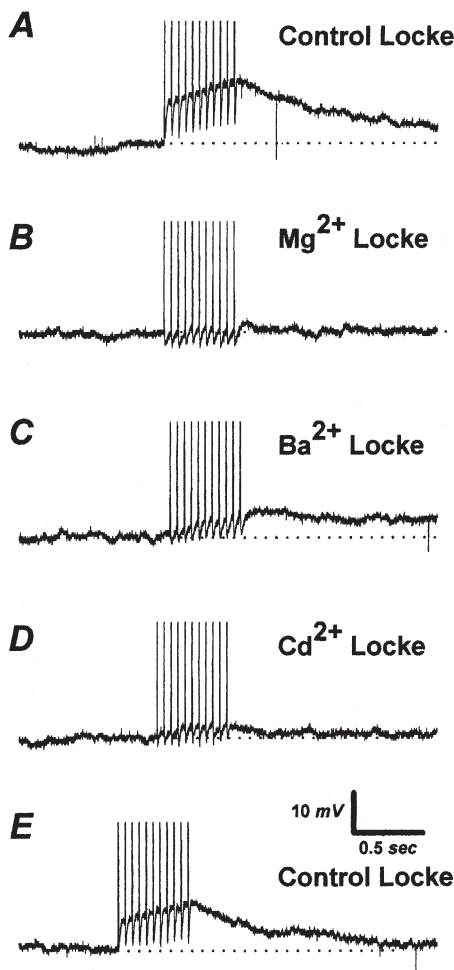 A
Control Locke
B
Mg2+ Locke
C
Ba2+ Locke
D
Cd2+ Locke
E
10 mV
0.5 sec
Control Locke